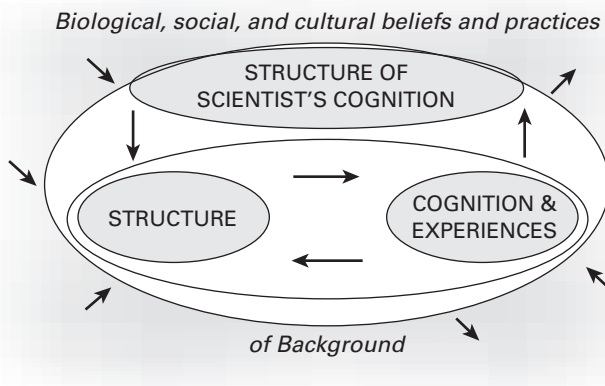 Biological, social, and cultural beliefs and practices
STRUCTURE OF
SCIENTIST’S COGNITION
STRUCTURE
COGNITION &
EXPERIENCES
of Background